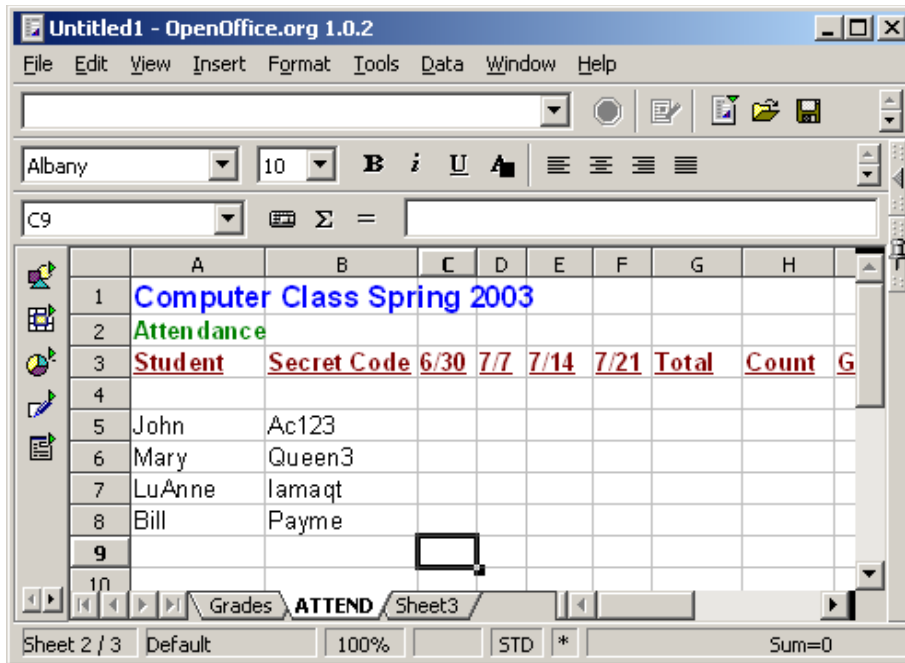 Untitled1 - OpenOffice.org 1.0.2
File Edit View Insert Format Tools Data Window Help
Albany 10 B i U A
C9 Σ =
A B C D E F G H
1 Computer Class Spring 2003
2 Attendance
3 Student Secret Code 6/30 7/7 7/14 7/21 Total Count G
4
5 John Ac123
6 Mary Queen3
7 LuAnne Iamaqt
8 Bill Payme
9
10
Grades ATTEND Sheet3
Sheet 2 / 3 Default 100% STD * Sum=0